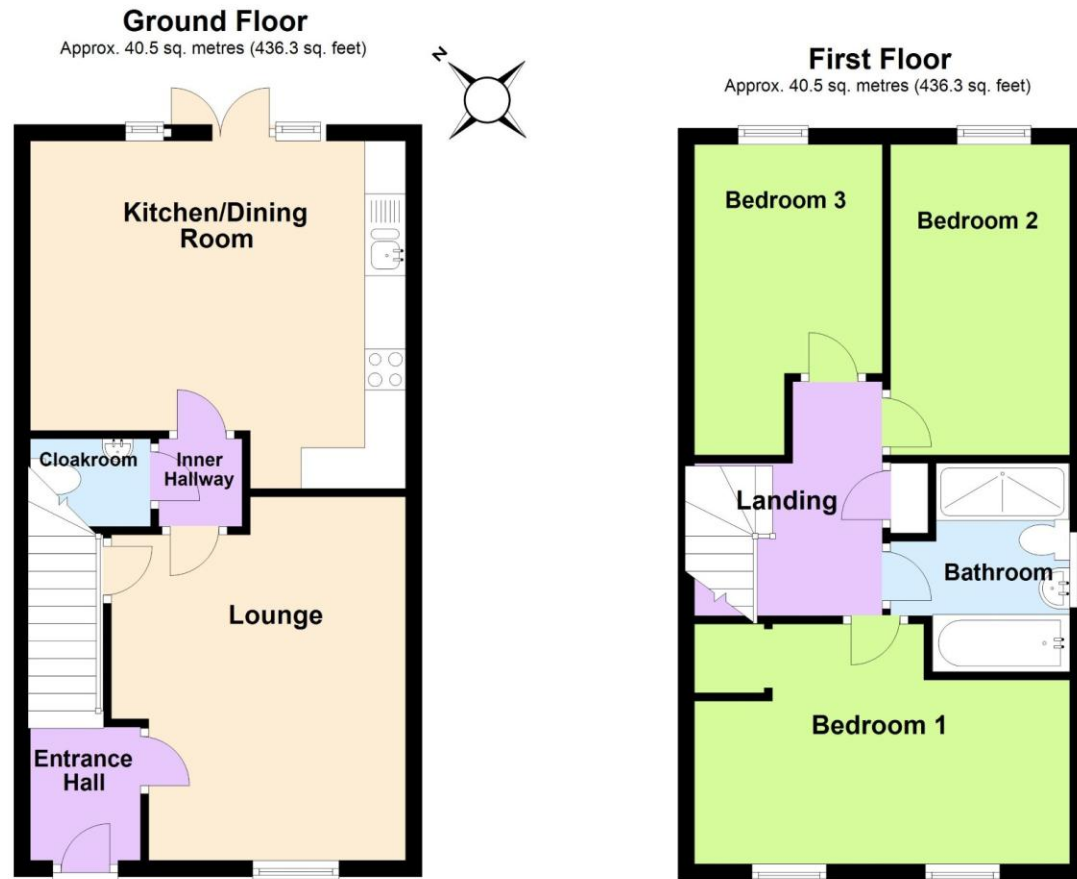 Ground Floor
Approx. 40.5 sq. metres (436.3 sq. feet)
N
Kitchen/Dining
Room
Cloakroom
Inner
Hallway
Lounge
Entrance
Hall
First Floor
Approx. 40.5 sq. metres (436.3 sq. feet)
Bedroom 3
Bedroom 2
Landing
Bathroom
Bedroom 1